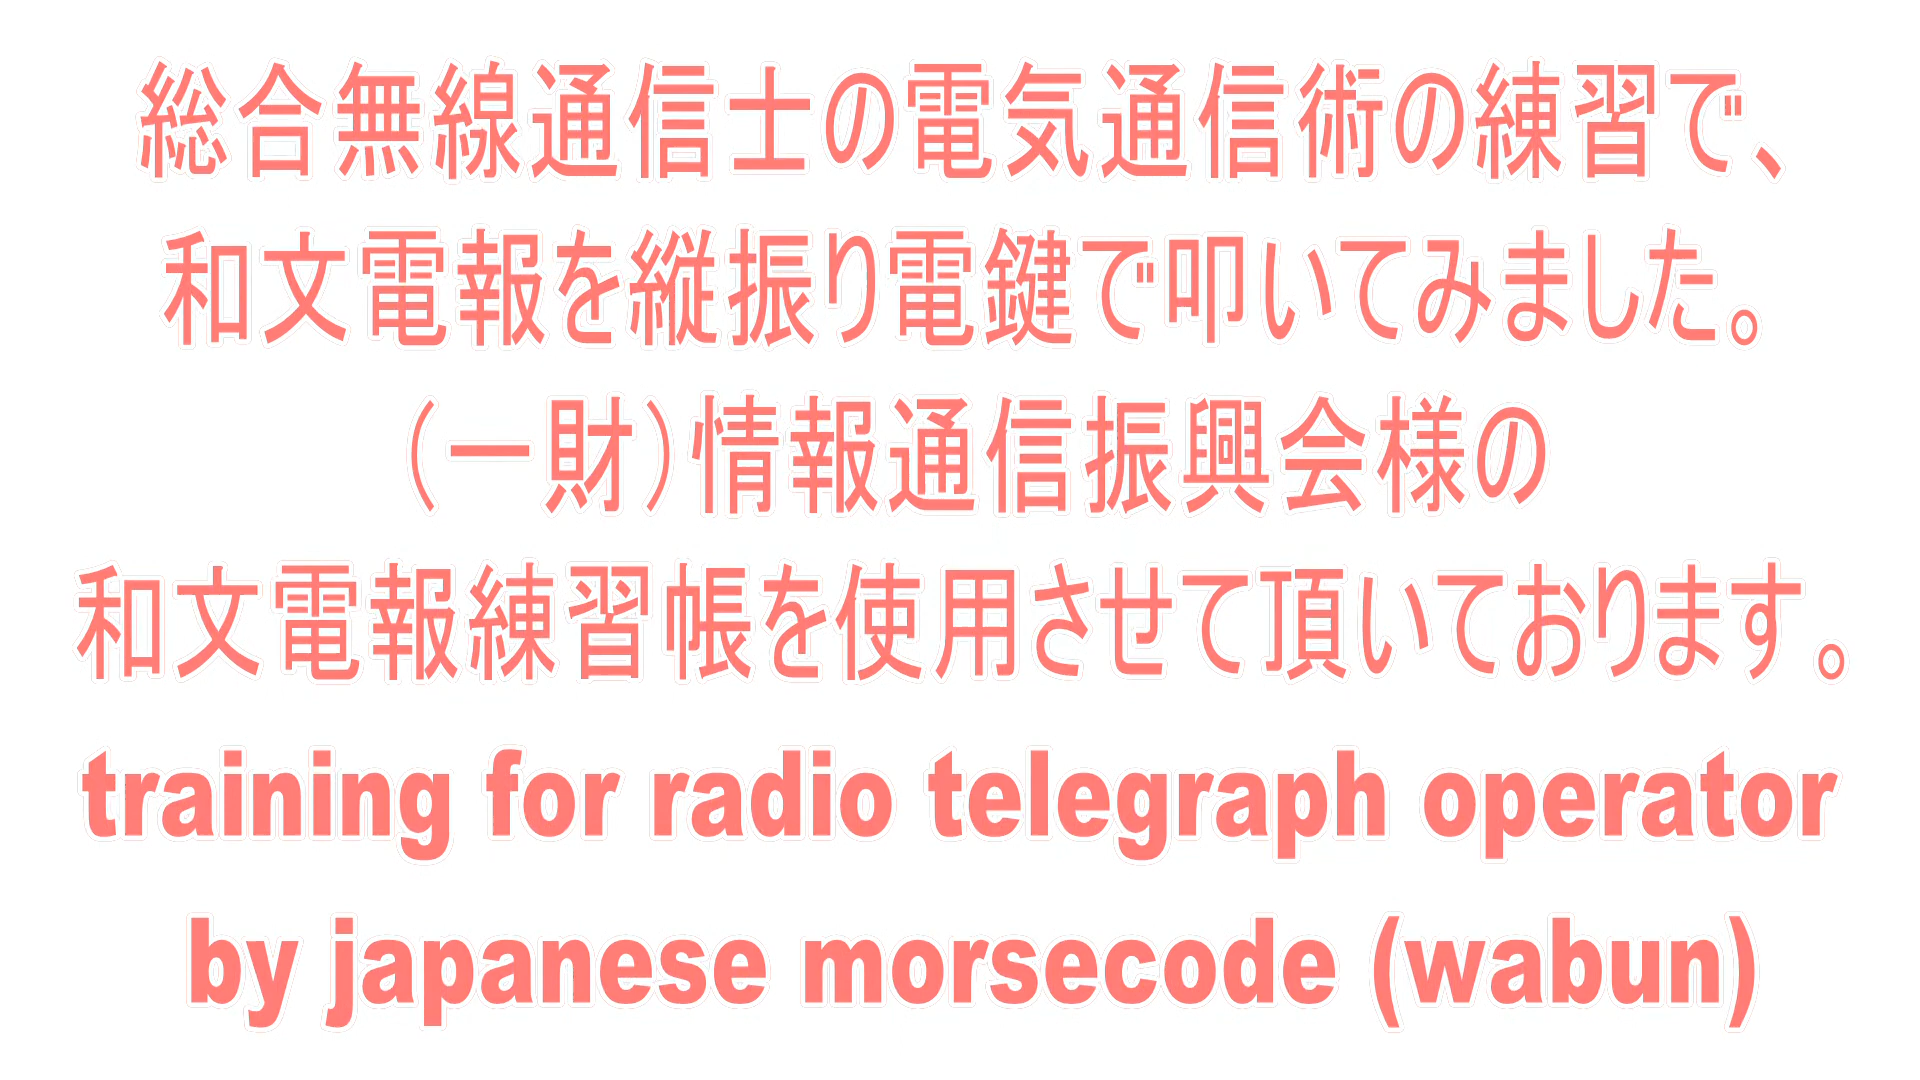 総合無線通信士の電気通信術の練習で、
和文電報を縦振り電鍵で叩いてみました。
（一財）情報通信振興会様の
和文電報練習帳を使用させて頂いております。
training for radio telegraph operator
by japanese morsecode (wabun)